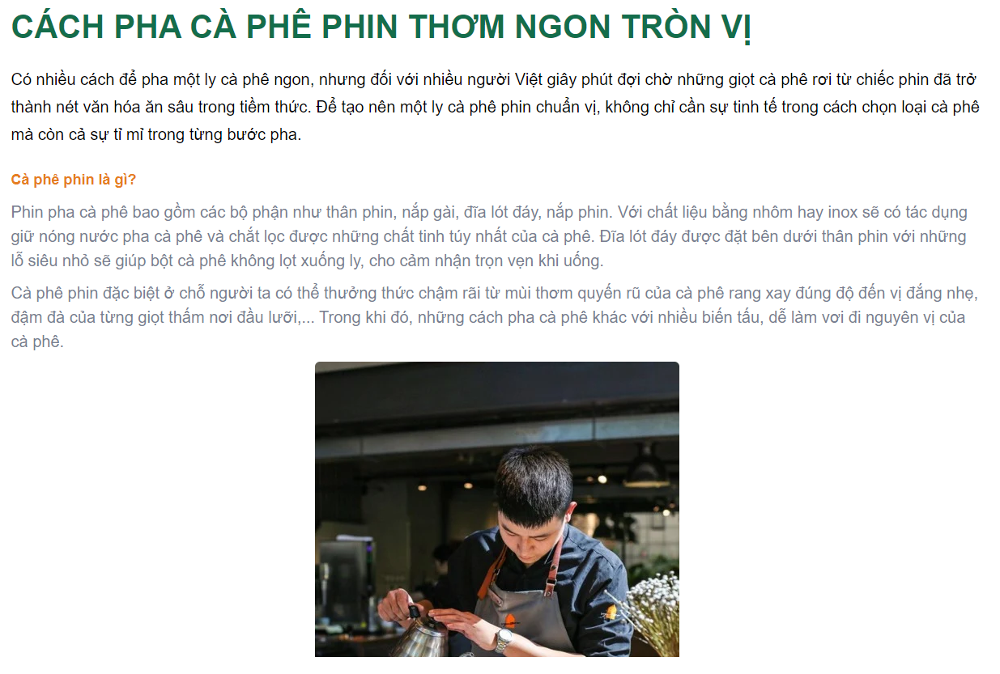 CÁCH PHA CÀ PHÊ PHIN THƠM NGON TRÒN VỊ
Có nhiều cách để pha một ly cà phê ngon, nhưng đối với nhiều người Việt giây phút đợi chờ những giọt cà phê rơi từ chiếc phin đã trở
thành nét văn hóa ăn sâu trong tiềm thức. Để tạo nên một ly cà phê phin chuẩn vị, không chỉ cần sự tinh tế trong cách chọn loại cà phê
mà còn cả sự tỉ mỉ trong từng bước pha.
Cà phê phin là gì?
Phin pha cà phê bao gồm các bộ phận như thân phin, nắp gài, đĩa lót đáy, nắp phin. Với chất liệu bằng nhôm hay inox sẽ có tác dụng
giữ nóng nước pha cà phê và chắt lọc được những chất tinh túy nhất của cà phê. Đĩa lót đáy được đặt bên dưới thân phin với những
lỗ siêu nhỏ sẽ giúp bột cà phê không lọt xuống ly, cho cảm nhận trọn vẹn khi uống.
Cà phê phin đặc biệt ở chỗ người ta có thể thưởng thức chậm rãi từ mùi thơm quyến rũ của cà phê rang xay đúng độ đến vị đắng nhẹ,
đậm đà của từng giọt thấm nơi đầu lưỡi,... Trong khi đó, những cách pha cà phê khác với nhiều biến tấu, dễ làm vơi đi nguyên vị của
cà phê.